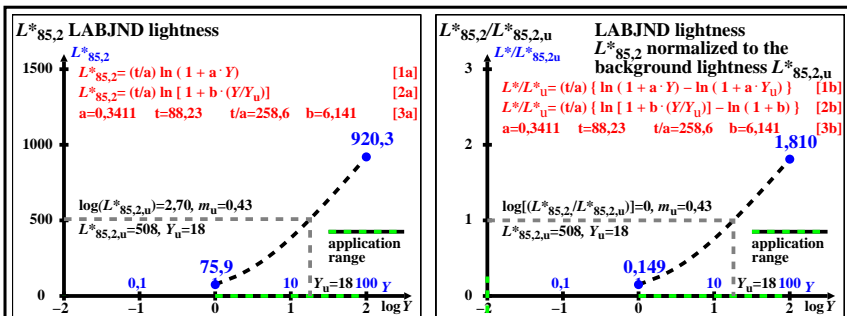 L*85,2 LABJND lightness
L*85,2
1500
L*85,2= (t/a) ln ( 1 + a · Y) [1a]
L*85,2= (t/a) ln [ 1 + b · (Y/Yu)] [2a]
a=0,3411 t=88,23 t/a=258,6 b=6,141 [3a]
1000
920,3
log(L*85,2,u)=2,70, mu=0,43
500
L*85,2,u=508, Yu=18
application
range
75,9
0,1 1 10 Yu=18 100 Y
0
−2 −1 0 1 log Y 2
L*85,2/L*85,2,u LABJND lightness
L*/L*85,2u L*85,2 normalized to the
background lightness L*85,2,u
3
L*/L*u= (t/a) { ln ( 1 + a · Y) − ln ( 1 + a · Yu) } [1b]
L*/L*u= (t/a) { ln [ 1 + b · (Y/Yu)] − ln ( 1 + b) } [2b]
a=0,3411 t=88,23 t/a=258,6 b=6,141 [3b]
2
1,810
log[(L*85,2,/L*85,2,u)]=0, mu=0,43
1
L*85,2,u=508, Yu=18
application
range
0,149
0,1 1 10 Yu=18 100 Y
0
−2 −1 0 1 log Y 2